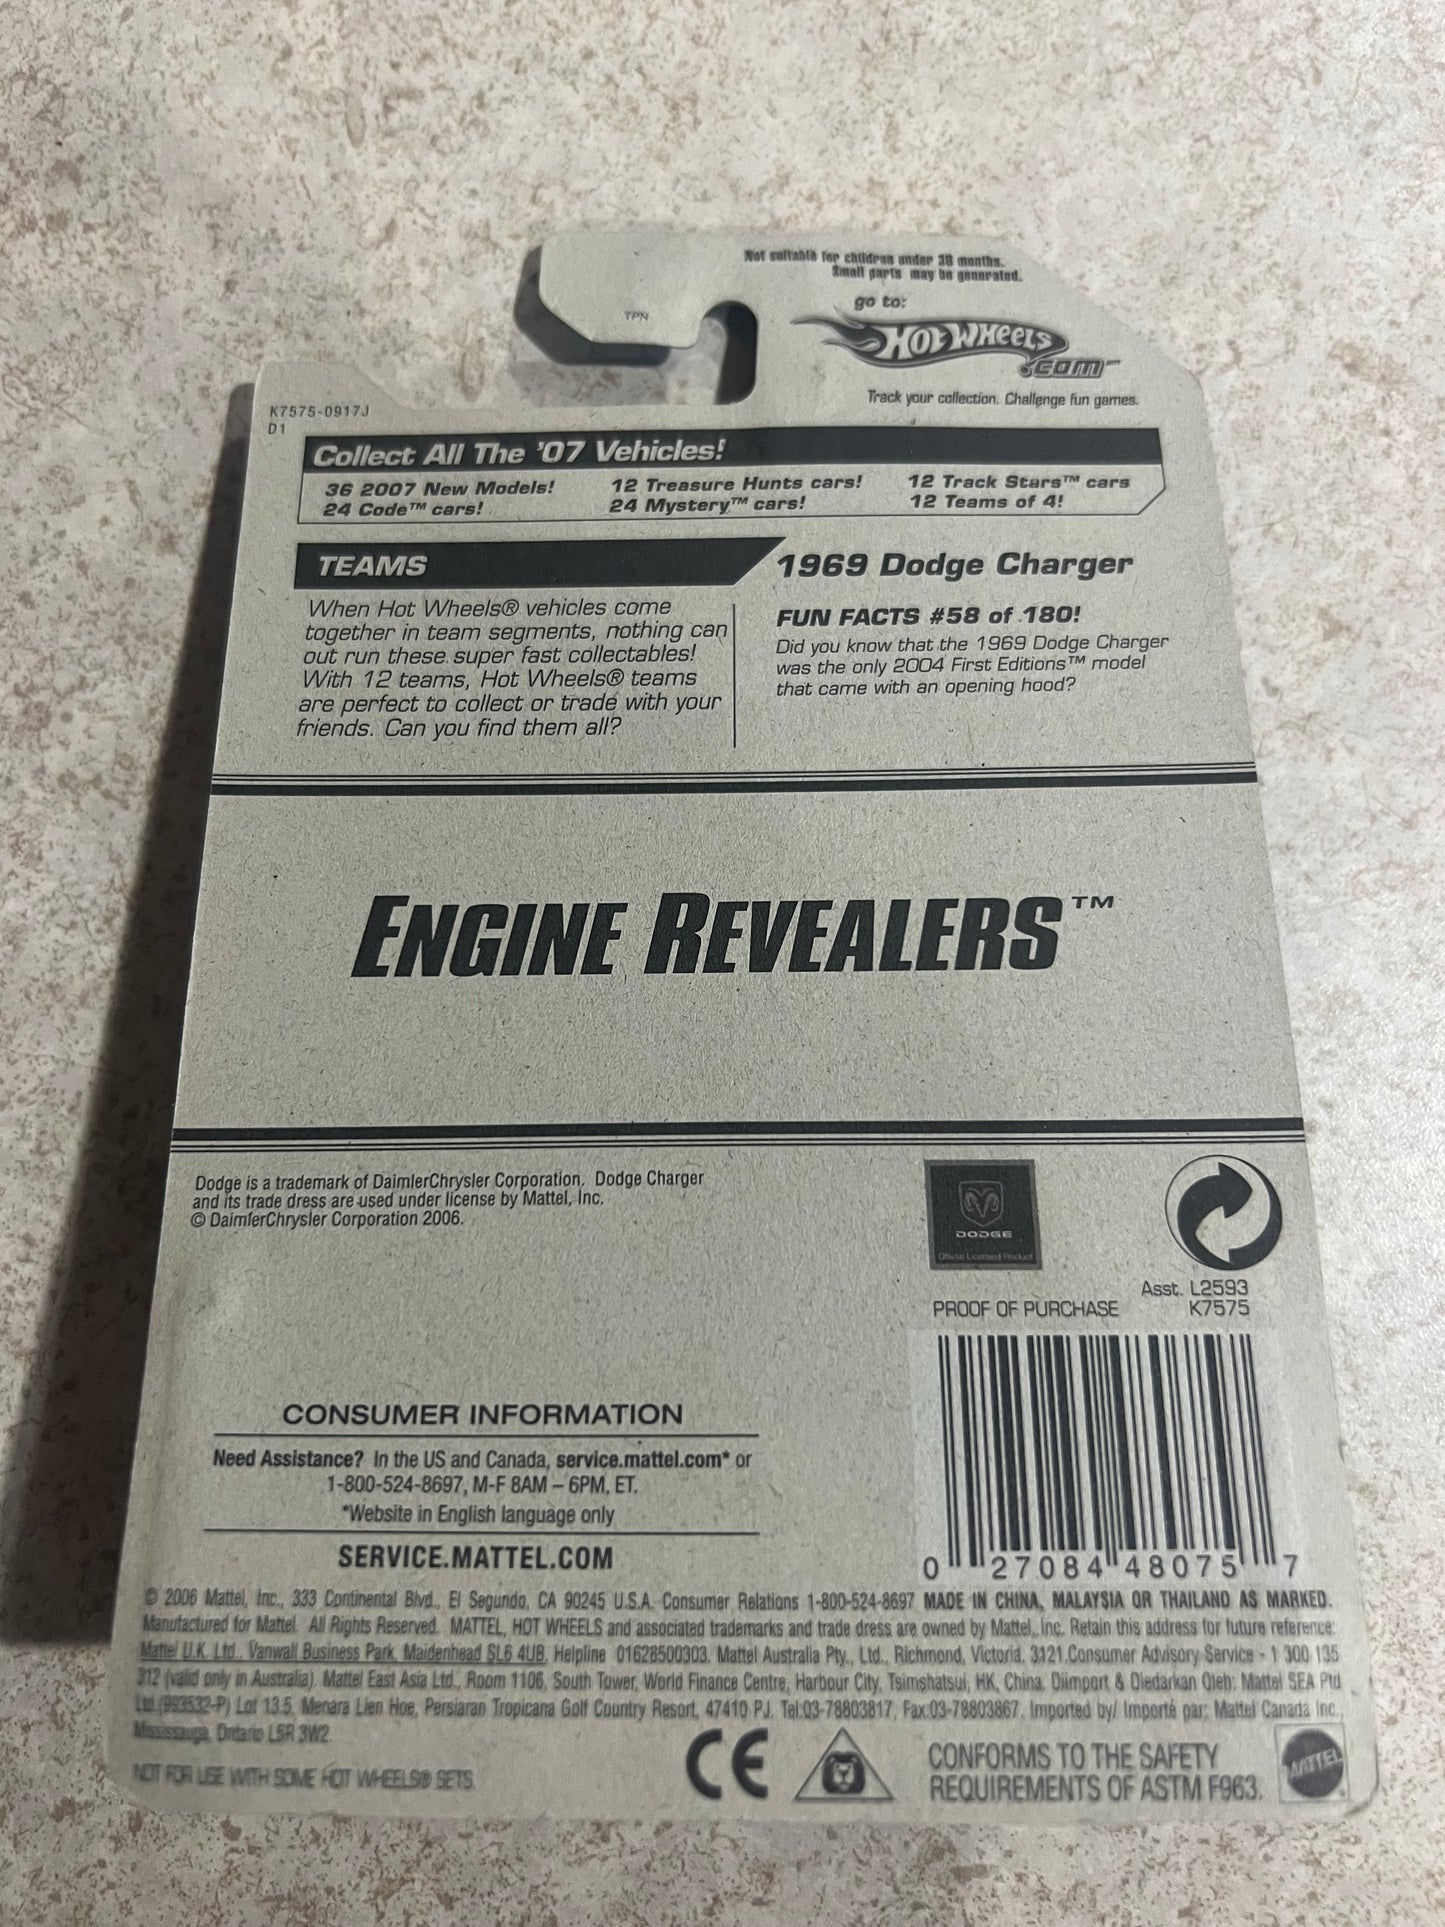 Not suitable for children under 36 months.
Small parts may be generated.
TPN
go to:
HOT WHEELS
.COM™
Track your collection. Challenge fun games.
K7575-0917J
D1
Collect All The '07 Vehicles!
36 2007 New Models! 12 Treasure Hunts cars! 12 Track Stars™ cars
24 Code™ cars! 24 Mystery™ cars! 12 Teams of 4!
TEAMS
When Hot Wheels® vehicles come
together in team segments, nothing can
out run these super fast collectables!
With 12 teams, Hot Wheels® teams
are perfect to collect or trade with your
friends. Can you find them all?
1969 Dodge Charger
FUN FACTS #58 of 180!
Did you know that the 1969 Dodge Charger
was the only 2004 First Editions™ model
that came with an opening hood?
ENGINE REVEALERS™
Dodge is a trademark of DaimlerChrysler Corporation. Dodge Charger
and its trade dress are used under license by Mattel, Inc.
© DaimlerChrysler Corporation 2006.
DODGE
Official Licensed Product
Asst. L2593
PROOF OF PURCHASE K7575
0 27084 48075 7
CONSUMER INFORMATION
Need Assistance? In the US and Canada, service.mattel.com* or
1-800-524-8697, M-F 8AM – 6PM, ET.
*Website in English language only
SERVICE.MATTEL.COM
© 2006 Mattel, Inc., 333 Continental Blvd., El Segundo, CA 90245 U.S.A. Consumer Relations 1-800-524-8697 MADE IN CHINA, MALAYSIA OR THAILAND AS MARKED.
Manufactured for Mattel. All Rights Reserved. MATTEL, HOT WHEELS and associated trademarks and trade dress are owned by Mattel, Inc. Retain this address for future reference:
Mattel U.K. Ltd., Vanwall Business Park, Maidenhead SL6 4UB. Helpline 01628500303. Mattel Australia Pty., Ltd., Richmond, Victoria. 3121.Consumer Advisory Service - 1 300 135
312 (valid only in Australia). Mattel East Asia Ltd., Room 1106, South Tower, World Finance Centre, Harbour City, Tsimshatsui, HK, China. Diimport & Diedarkan Oleh: Mattel SEA Ptd
Ltd.(993532-P) Lot 13.5, Menara Lien Hoe, Persiaran Tropicana Golf Country Resort, 47410 PJ. Tel:03-78803817, Fax:03-78803867. Imported by/ Importé par: Mattel Canada Inc.,
Mississauga, Ontario L5R 3W2.
NOT FOR USE WITH SOME HOT WHEELS® SETS.
CE
CONFORMS TO THE SAFETY
REQUIREMENTS OF ASTM F963.
MATTEL